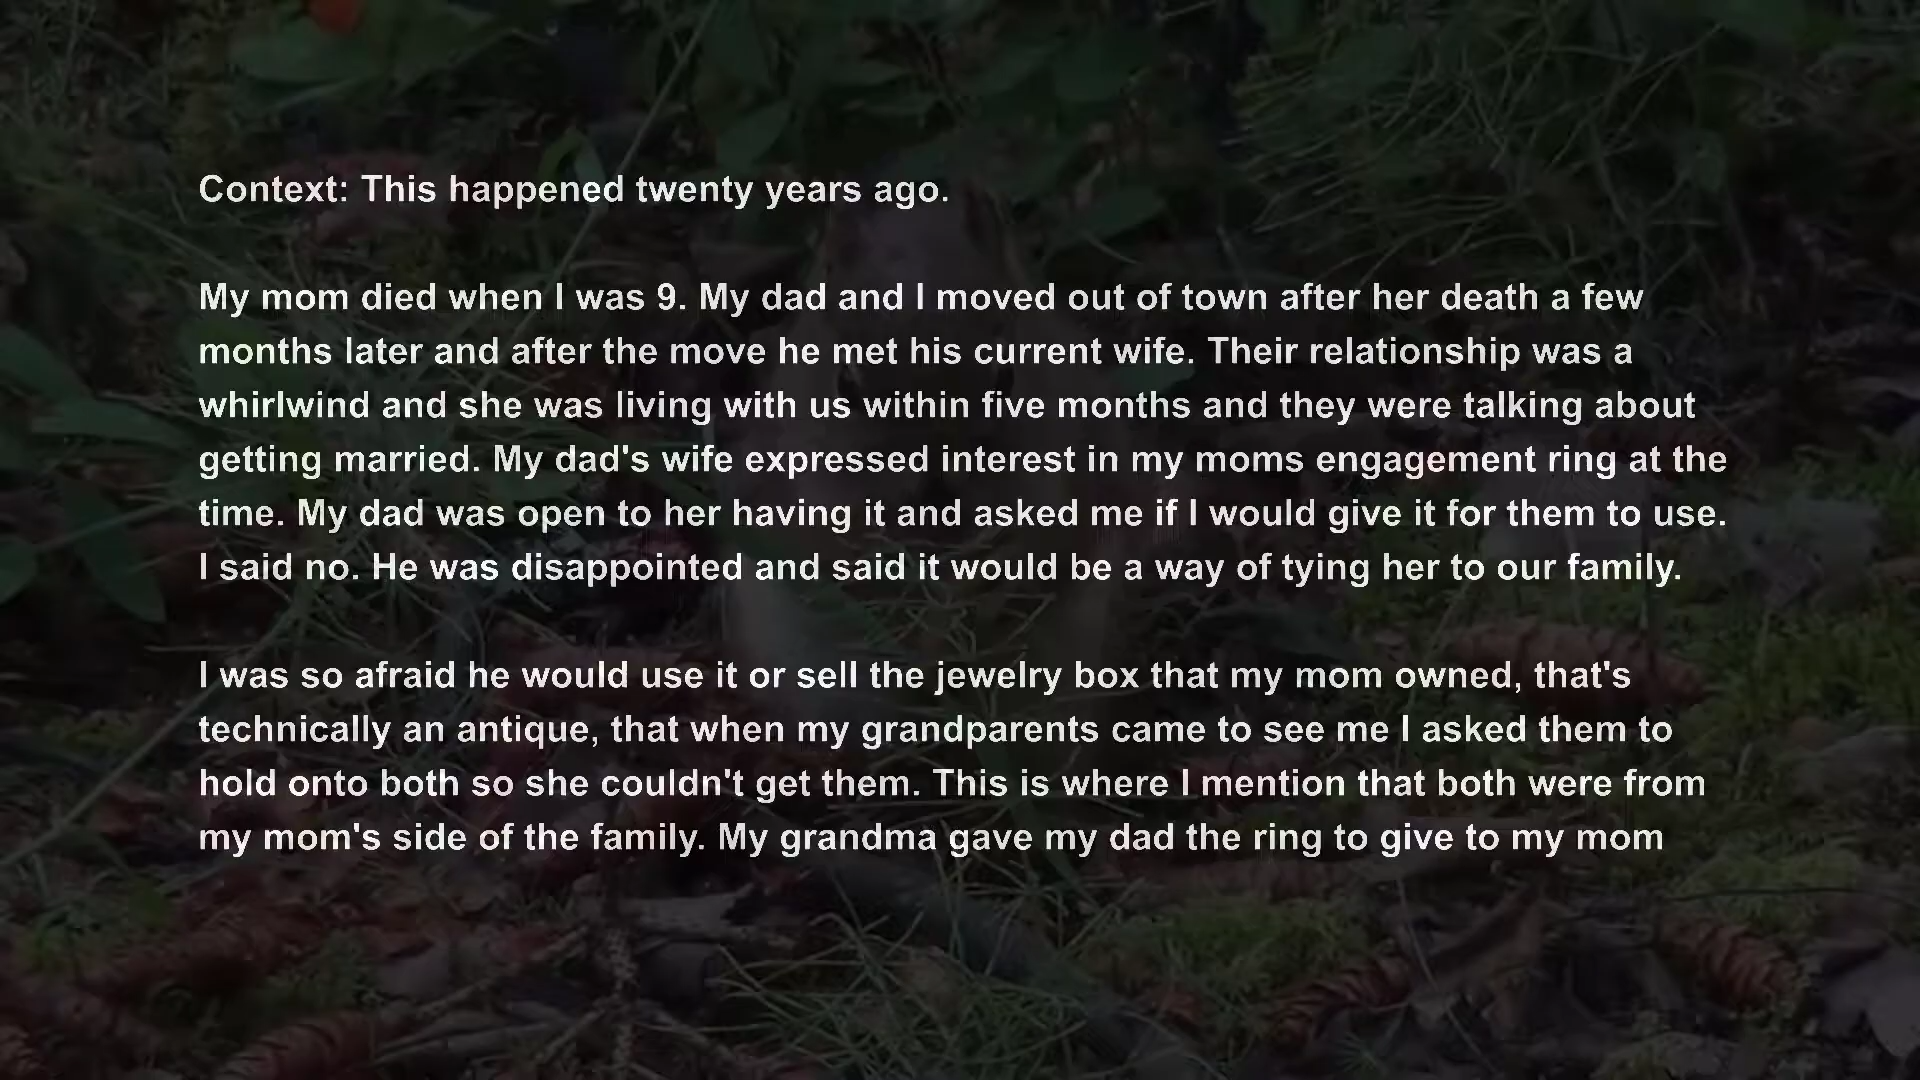 Context: This happened twenty years ago.
My mom died when I was 9. My dad and I moved out of town after her death a few
months later and after the move he met his current wife. Their relationship was a
whirlwind and she was living with us within five months and they were talking about
getting married. My dad's wife expressed interest in my moms engagement ring at the
time. My dad was open to her having it and asked me if I would give it for them to use.
I said no. He was disappointed and said it would be a way of tying her to our family.
I was so afraid he would use it or sell the jewelry box that my mom owned, that's
technically an antique, that when my grandparents came to see me I asked them to
hold onto both so she couldn't get them. This is where I mention that both were from
my mom's side of the family. My grandma gave my dad the ring to give to my mom